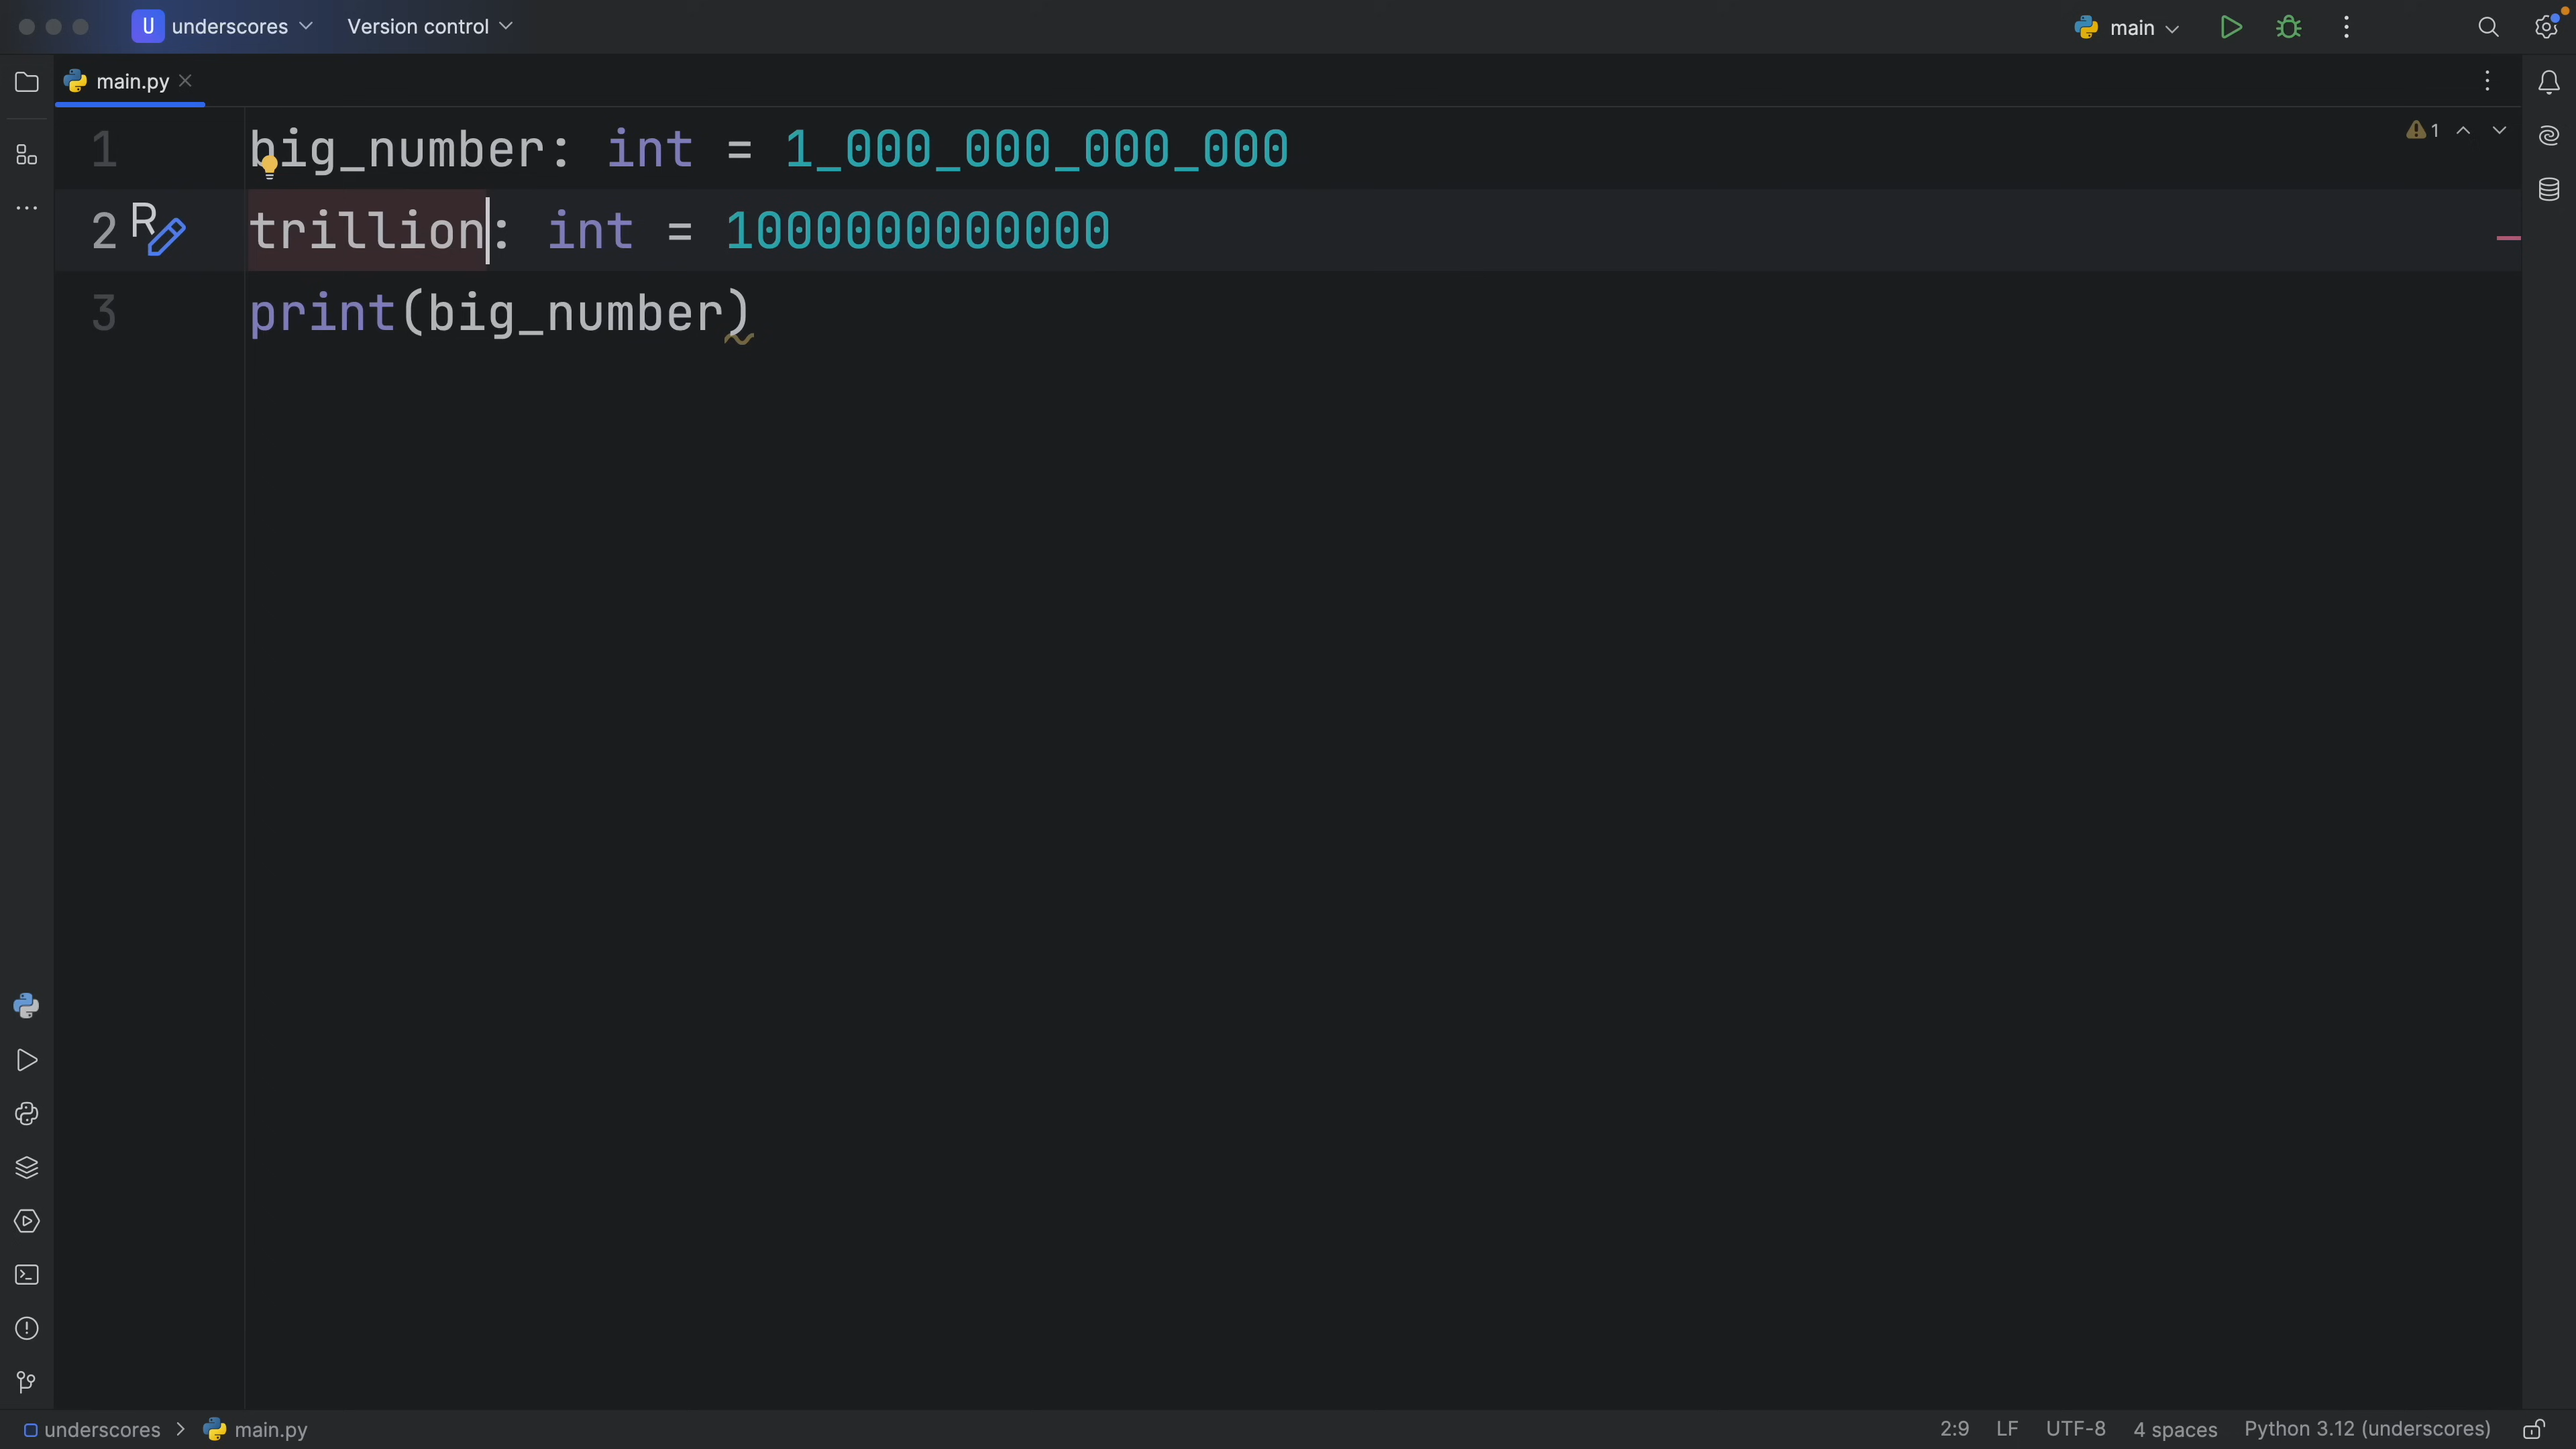 U underscores Version control main
main.py
1 big_number: int = 1_000_000_000_000 1
2 R trillion: int = 1000000000000
3 print(big_number)
underscores > main.py 2:9 LF UTF-8 4 spaces Python 3.12 (underscores)